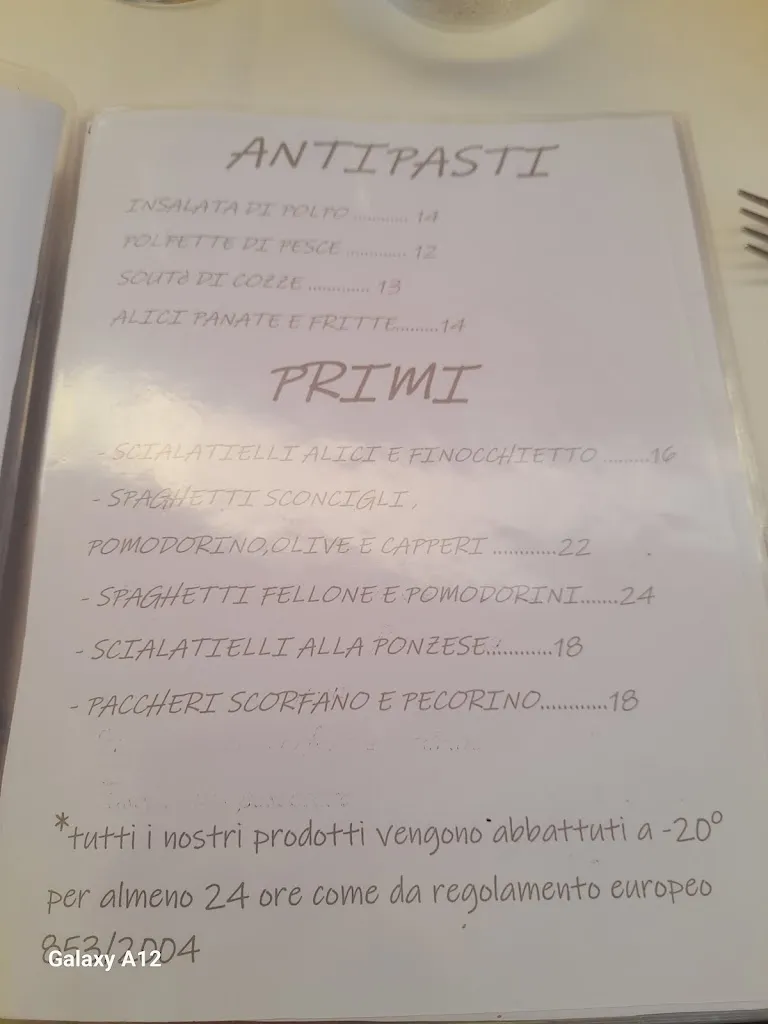 ANTIPASTI
INSALATA DI POLPO........... 14
POLPETTE DI PESCE ............ 12
SOUTè DI COZZE ............ 13
ALICI PANATE E FRITTE........14
PRIMI
- SCIALATIELLI ALICI E FINOCCHIETTO .........16
- SPAGHETTI SCONCIGLI,
POMODORINO,OLIVE E CAPPERI ............22
- SPAGHETTI FELLONE E POMODORINI.......24
- SCIALATIELLI ALLA PONZESE............18
- PACCHERI SCORFANO E PECORINO............18
*tutti i nostri prodotti vengono abbattuti a -20°
per almeno 24 ore come da regolamento europeo
853/2004
Galaxy A12